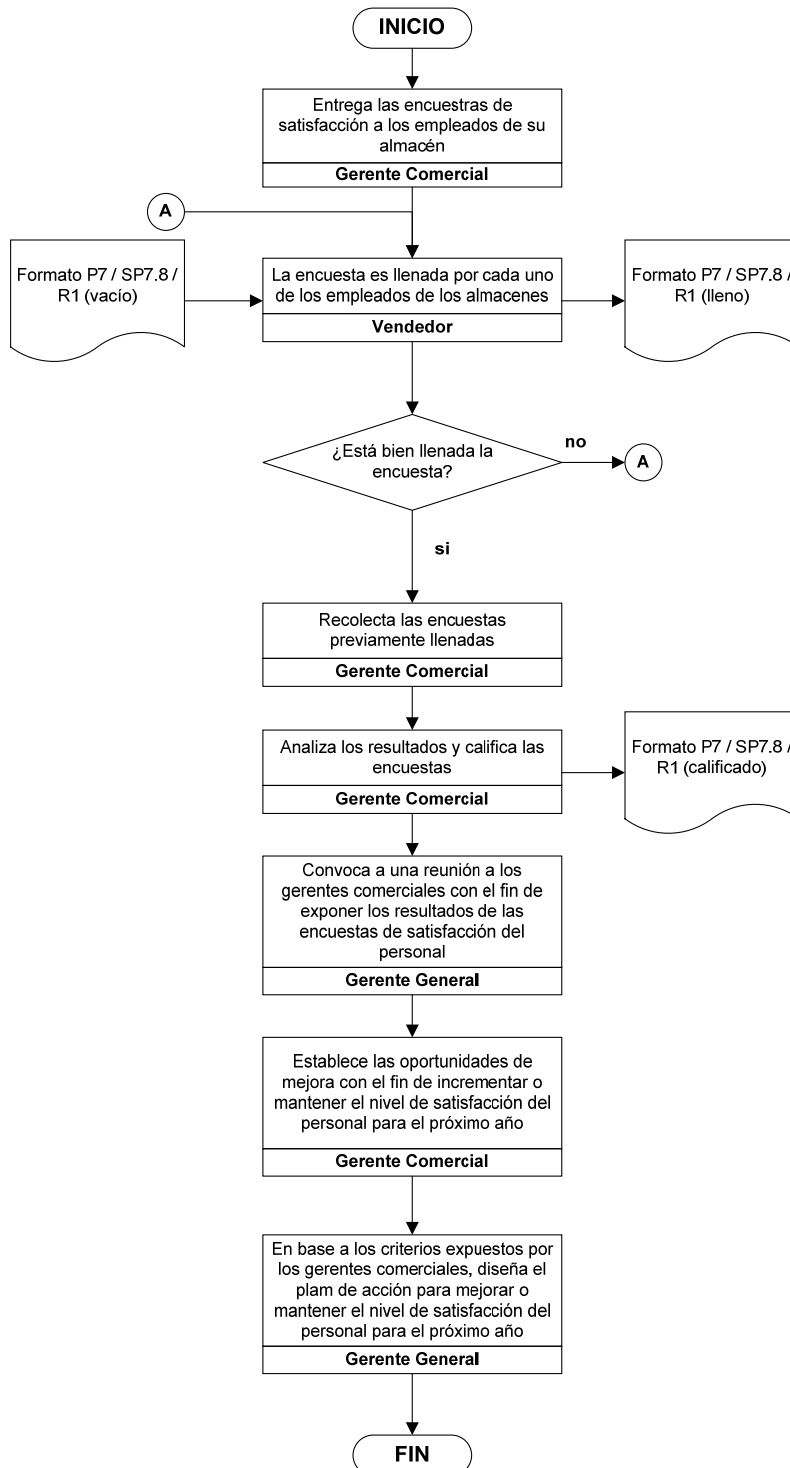 INICIO
Entrega las encuestras de
satisfacción a los empleados de su
almacén
Gerente Comercial
A
Formato P7 / SP7.8 /
R1 (vacío)
La encuesta es llenada por cada uno
de los empleados de los almacenes
Vendedor
Formato P7 / SP7.8 /
R1 (lleno)
¿Está bien llenada la
encuesta?
no
A
si
Recolecta las encuestas
previamente llenadas
Gerente Comercial
Analiza los resultados y califica las
encuestas
Gerente Comercial
Formato P7 / SP7.8 /
R1 (calificado)
Convoca a una reunión a los
gerentes comerciales con el fin de
exponer los resultados de las
encuestas de satisfacción del
personal
Gerente General
Establece las oportunidades de
mejora con el fin de incrementar o
mantener el nivel de satisfacción del
personal para el próximo año
Gerente Comercial
En base a los criterios expuestos por
los gerentes comerciales, diseña el
plam de acción para mejorar o
mantener el nivel de satisfacción del
personal para el próximo año
Gerente General
FIN